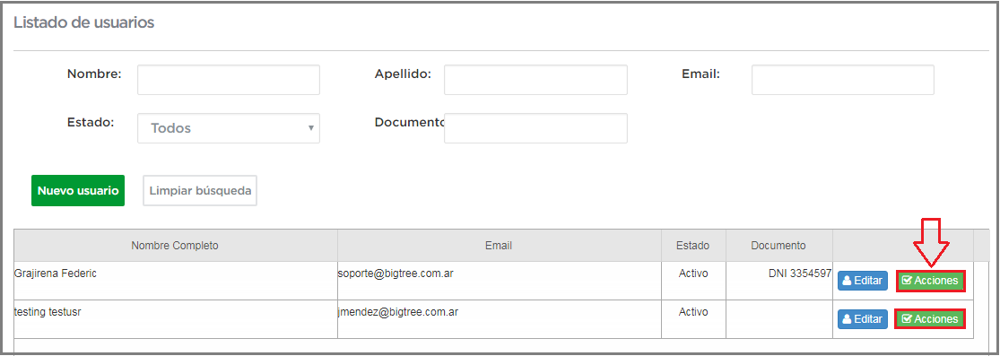 Listado de usuarios
Nombre: Apellido: Email:
Estado: Todos Documento
Nuevo usuario Limpiar búsqueda
Nombre Completo Email Estado Documento
Grajirena Federic soporte@bigtree.com.ar Activo DNI 3354597 Editar Acciones
testing testusr jmendez@bigtree.com.ar Activo Editar Acciones